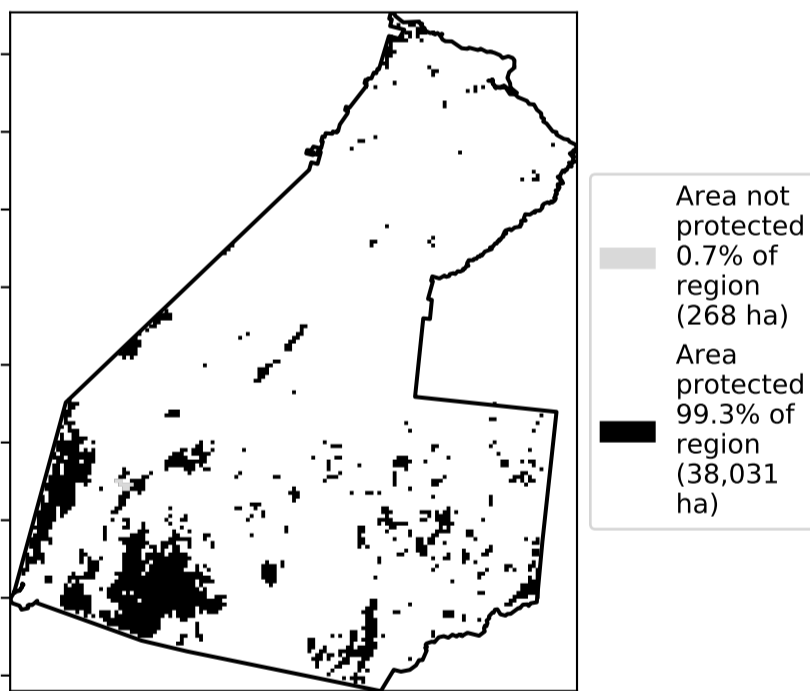 Area not
protected
0.7% of
region
(268 ha)
Area
protected
99.3% of
region
(38,031
ha)